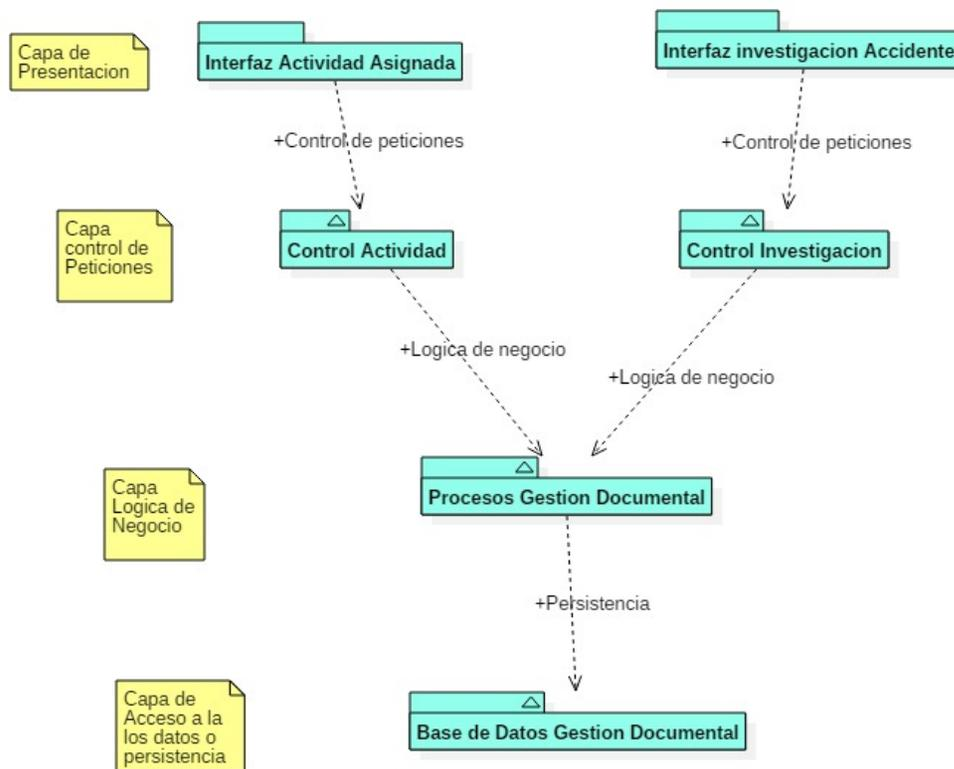 Capa de
Presentacion
Interfaz Actividad Asignada
Interfaz investigacion Accidente
+Control de peticiones
+Control de peticiones
Capa
control de
Peticiones
Control Actividad
Control Investigacion
+Logica de negocio
+Logica de negocio
Capa
Logica de
Negocio
Procesos Gestion Documental
+Persistencia
Capa de
Acceso a la
los datos o
persistencia
Base de Datos Gestion Documental